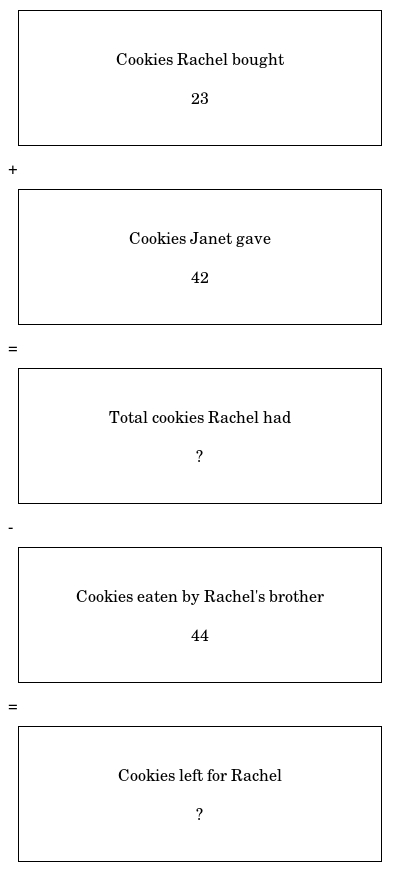 Cookies Rachel bought
23
+
Cookies Janet gave
42
=
Total cookies Rachel had
?
-
Cookies eaten by Rachel's brother
44
=
Cookies left for Rachel
?